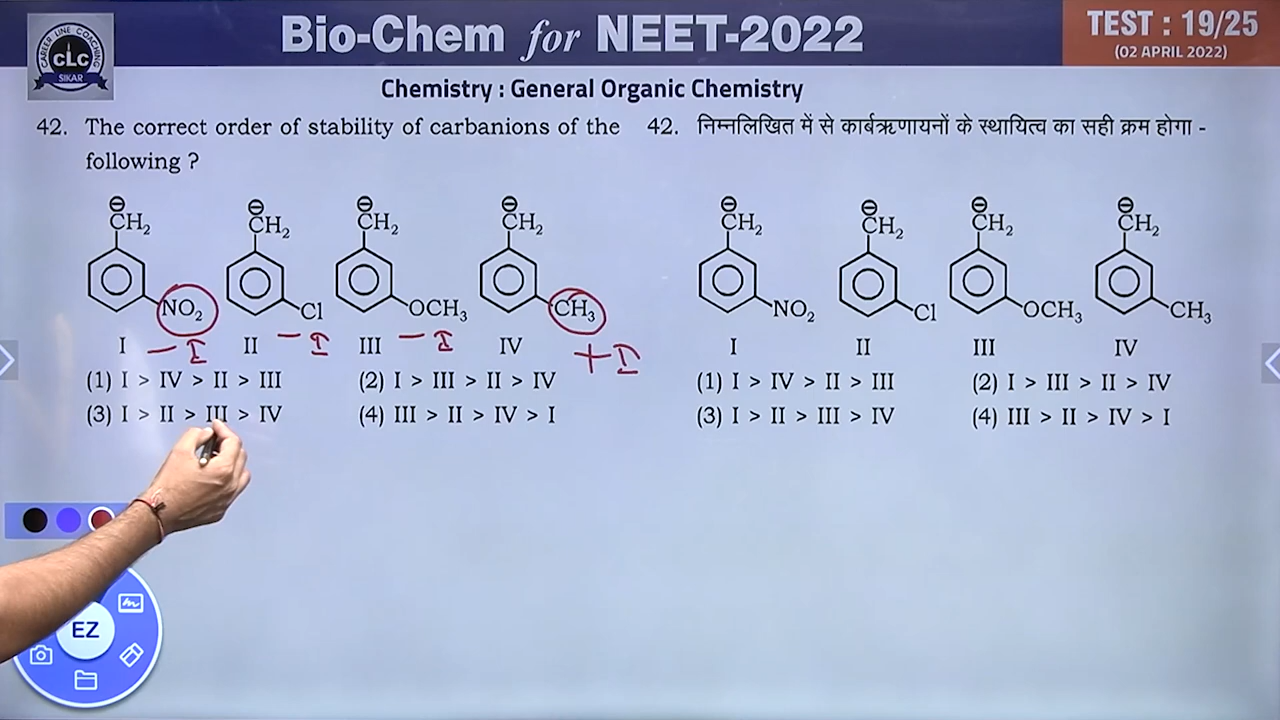 CAREER LINE COACHING
CLC
SIKAR
Bio-Chem for NEET-2022
TEST : 19/25
(02 APRIL 2022)
Chemistry : General Organic Chemistry
42. The correct order of stability of carbanions of the
following ?
⊖ ⊖ ⊖ ⊖
CH₂ CH₂ CH₂ CH₂
NO₂ Cl OCH₃ CH₃
I II III IV
− I − I − I + I
(1) I > IV > II > III (2) I > III > II > IV
(3) I > II > III > IV (4) III > II > IV > I
42. निम्नलिखित में से कार्बऋणायनों के स्थायित्व का सही क्रम होगा -
⊖ ⊖ ⊖ ⊖
CH₂ CH₂ CH₂ CH₂
NO₂ Cl OCH₃ CH₃
I II III IV
(1) I > IV > II > III (2) I > III > II > IV
(3) I > II > III > IV (4) III > II > IV > I
EZ